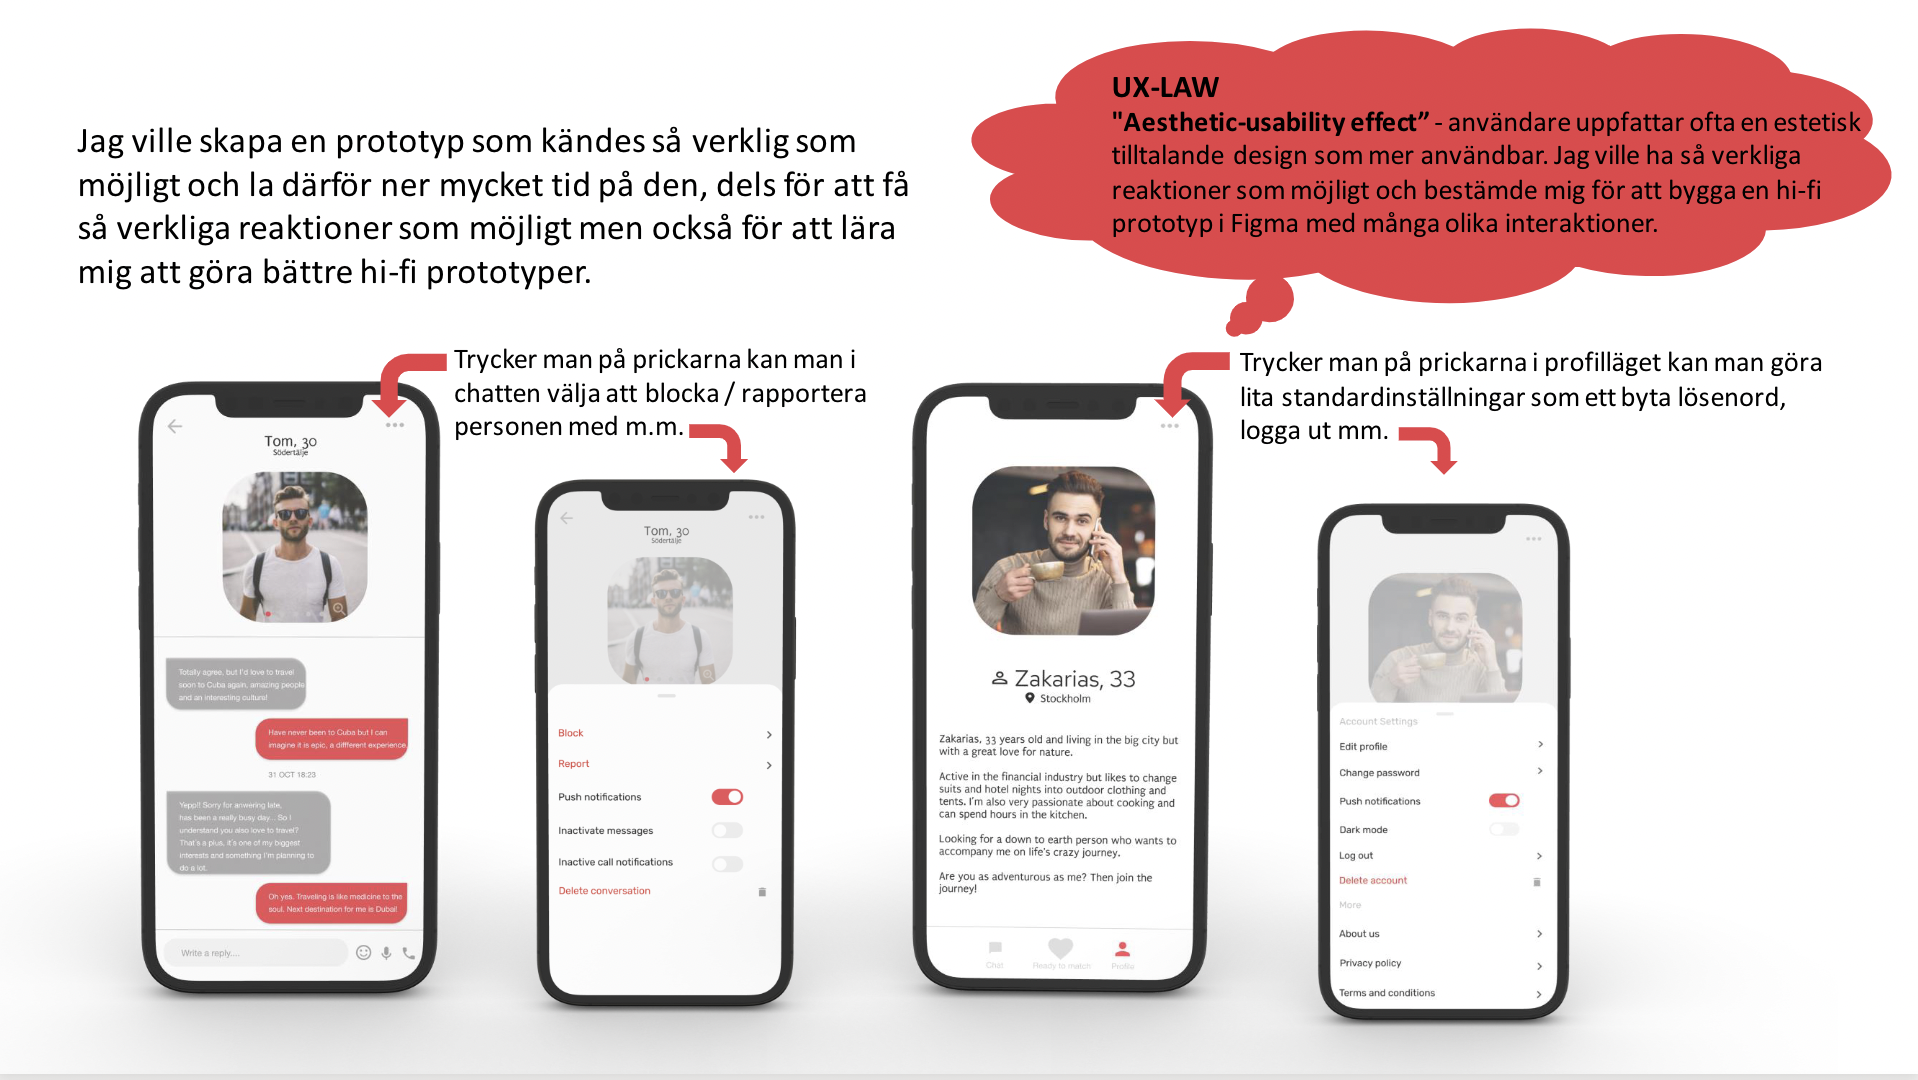 Jag ville skapa en prototyp som kändes så verklig som
möjligt och la därför ner mycket tid på den, dels för att få
så verkliga reaktioner som möjligt men också för att lära
mig att göra bättre hi-fi prototyper.
UX-LAW
"Aesthetic-usability effect” - användare uppfattar ofta en estetisk
tilltalande design som mer användbar. Jag ville ha så verkliga
reaktioner som möjligt och bestämde mig för att bygga en hi-fi
prototyp i Figma med många olika interaktioner.
Trycker man på prickarna kan man i
chatten välja att blocka / rapportera
personen med m.m.
Trycker man på prickarna i profilläget kan man göra
lita standardinställningar som ett byta lösenord,
logga ut mm.
Tom, 30
Södertälje
Totally agree, but I'd love to travel
soon to Cuba again, amazing people
and an interesting culture!
Have never been to Cuba but I can
imagine it is epic, a diffferent experience
31 OCT 18:23
Yepp!! Sorry for anwering late,
has been a really busy day... So I
understand you also love to travel?
That's a plus, it's one of my biggest
interests and something I'm planning to
do a lot.
Oh yes. Traveling is like medicine to the
soul. Next destination for me is Dubai!
Write a reply....
Tom, 30
Södertälje
Block
Report
Push notifications
Inactivate messages
Inactive call notifications
Delete conversation
Zakarias, 33
Stockholm
Zakarias, 33 years old and living in the big city but
with a great love for nature.
Active in the financial industry but likes to change
suits and hotel nights into outdoor clothing and
tents. I'm also very passionate about cooking and
can spend hours in the kitchen.
Looking for a down to earth person who wants to
accompany me on life's crazy journey.
Are you as adventurous as me? Then join the
journey!
Chat
Ready to match
Profile
Account Settings
Edit profile
Change password
Push notifications
Dark mode
Log out
Delete account
More
About us
Privacy policy
Terms and conditions